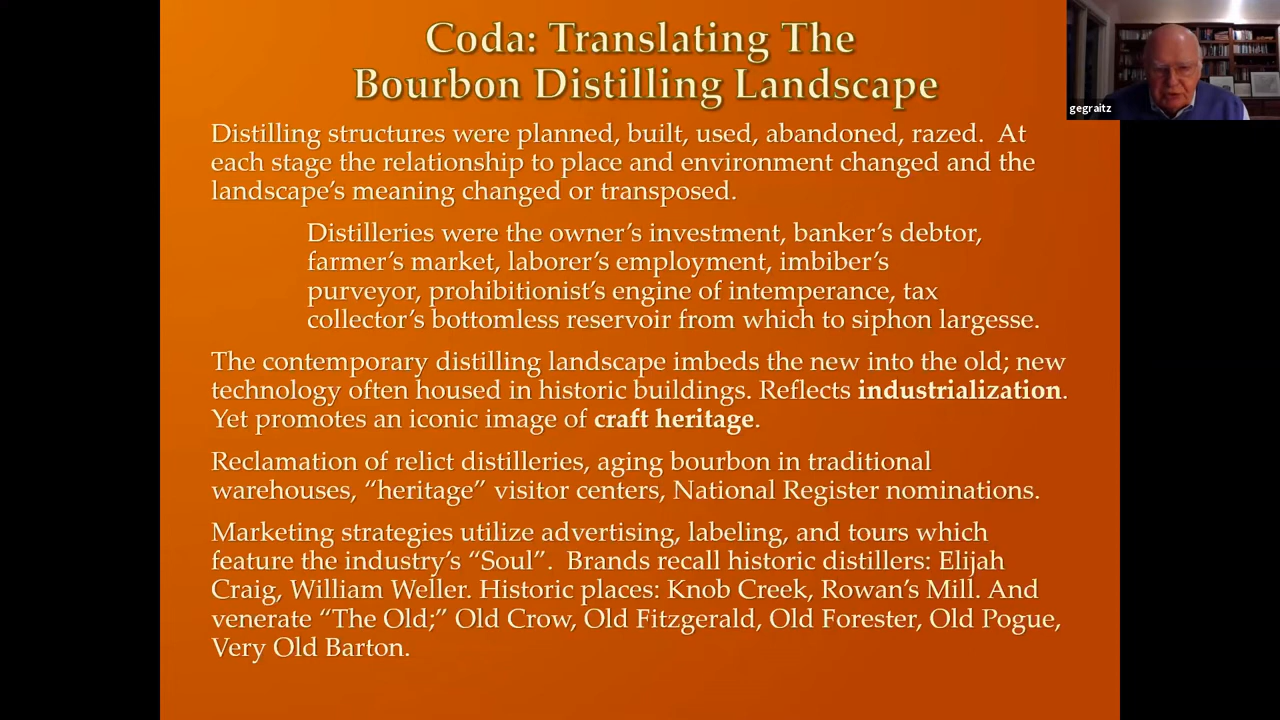 Coda: Translating The
Bourbon Distilling Landscape
gegraitz
Distilling structures were planned, built, used, abandoned, razed.  At
each stage the relationship to place and environment changed and the
landscape’s meaning changed or transposed.
Distilleries were the owner’s investment, banker’s debtor,
farmer’s market, laborer’s employment, imbiber’s
purveyor, prohibitionist’s engine of intemperance, tax
collector’s bottomless reservoir from which to siphon largesse.
The contemporary distilling landscape imbeds the new into the old; new
technology often housed in historic buildings. Reflects industrialization.
Yet promotes an iconic image of craft heritage.
Reclamation of relict distilleries, aging bourbon in traditional
warehouses, “heritage” visitor centers, National Register nominations.
Marketing strategies utilize advertising, labeling, and tours which
feature the industry’s “Soul”.  Brands recall historic distillers: Elijah
Craig, William Weller. Historic places: Knob Creek, Rowan’s Mill. And
venerate “The Old;” Old Crow, Old Fitzgerald, Old Forester, Old Pogue,
Very Old Barton.